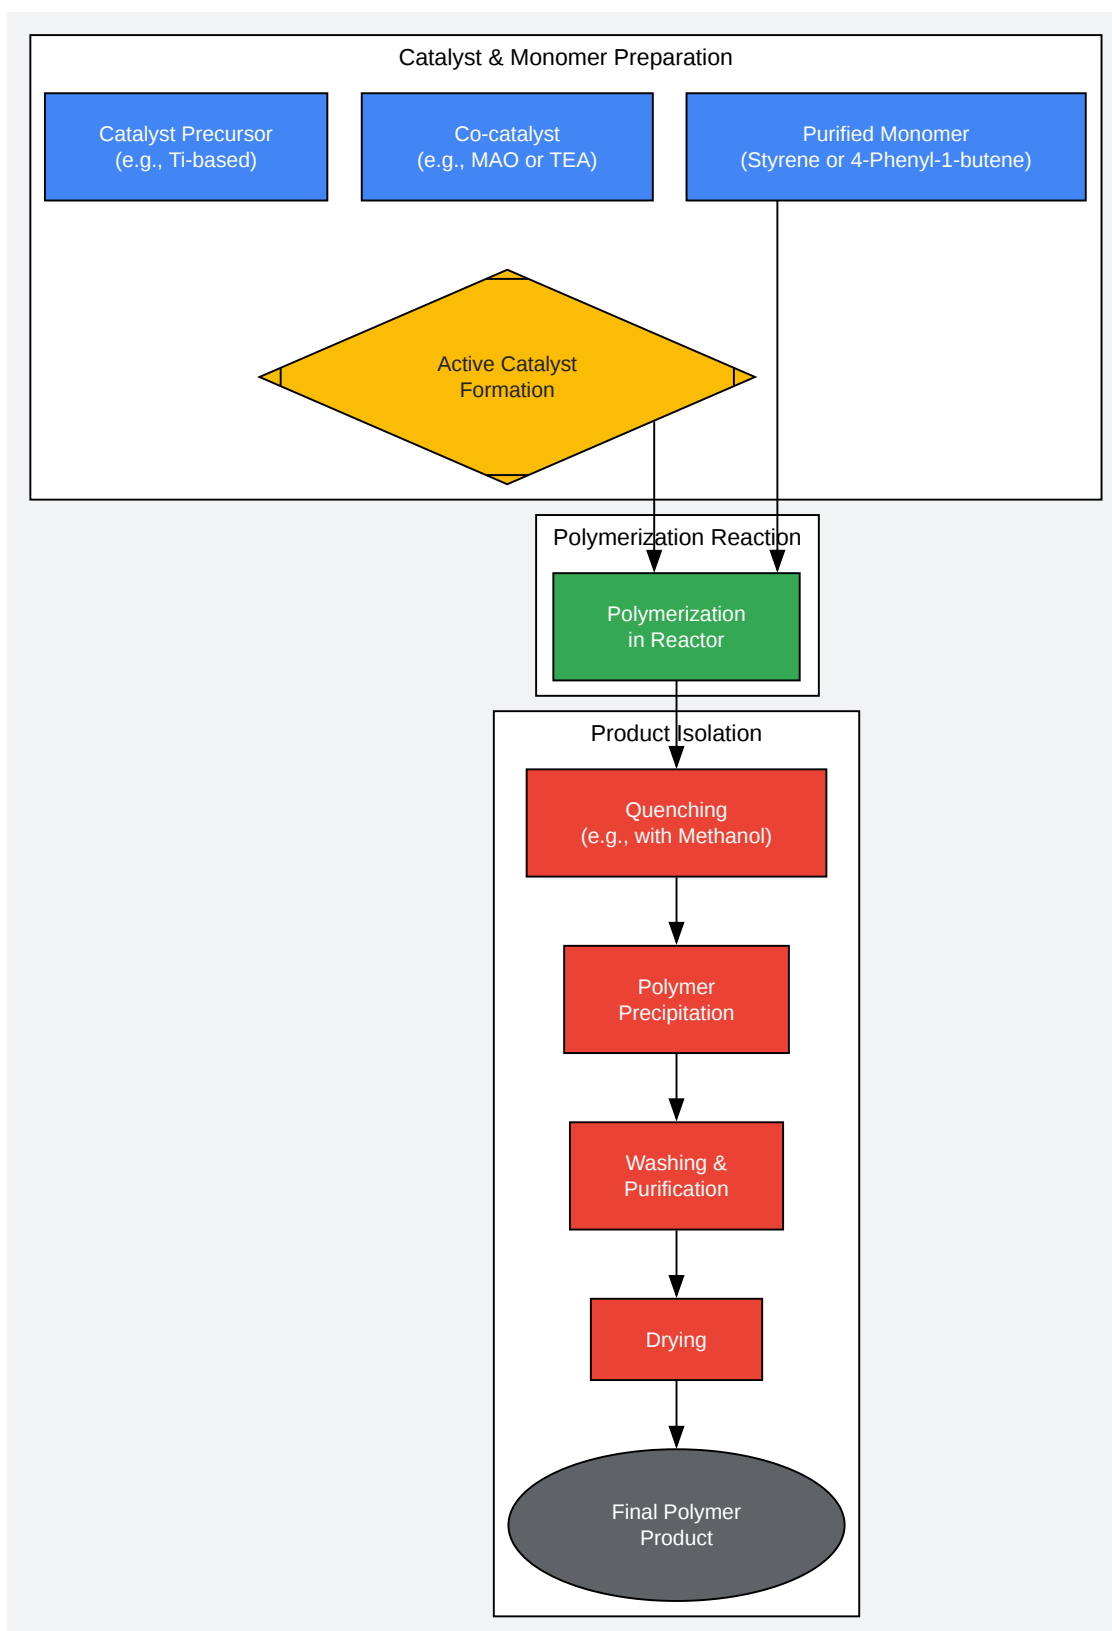 Catalyst & Monomer Preparation
Catalyst Precursor
(e.g., Ti-based)
Co-catalyst
(e.g., MAO or TEA)
Purified Monomer
(Styrene or 4-Phenyl-1-butene)
Active Catalyst
Formation
Polymerization Reaction
Polymerization
in Reactor
Product Isolation
Quenching
(e.g., with Methanol)
Polymer
Precipitation
Washing &
Purification
Drying
Final Polymer
Product